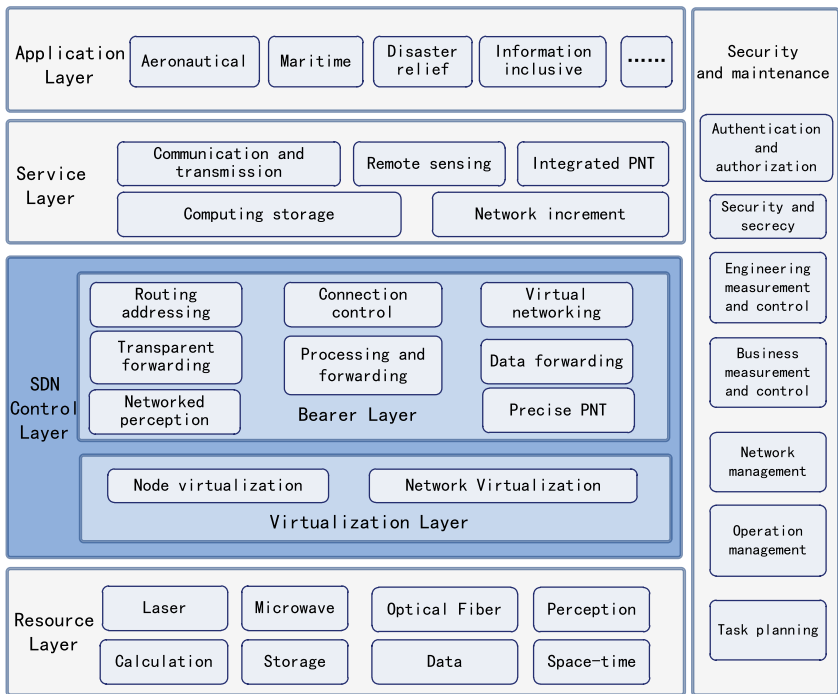 Application
Layer
Aeronautical
Maritime
Disaster
relief
Information
inclusive
······
Service
Layer
Communication and
transmission
Remote sensing
Integrated PNT
Computing storage
Network increment
SDN
Control
Layer
Routing
addressing
Connection
control
Virtual
networking
Transparent
forwarding
Processing and
forwarding
Data forwarding
Networked
perception
Bearer Layer
Precise PNT
Node virtualization
Network Virtualization
Virtualization Layer
Resource
Layer
Laser
Microwave
Optical Fiber
Perception
Calculation
Storage
Data
Space-time
Security
and maintenance
Authentication
and
authorization
Security and
secrecy
Engineering
measurement
and control
Business
measurement
and control
Network
management
Operation
management
Task planning